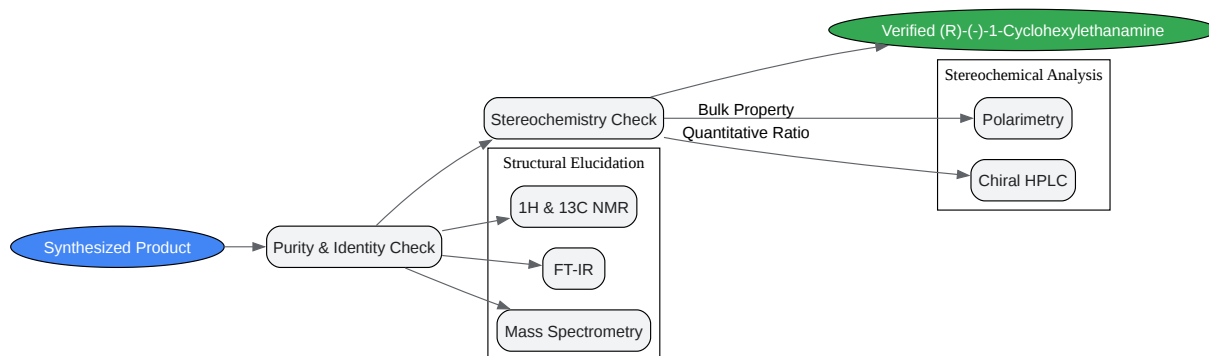 Verified (R)-(-)-1-Cyclohexylethanamine
Stereochemical Analysis
Stereochemistry Check
Bulk Property
Polarimetry
Quantitative Ratio
Structural Elucidation
Chiral HPLC
1H & 13C NMR
Synthesized Product
Purity & Identity Check
FT-IR
Mass Spectrometry